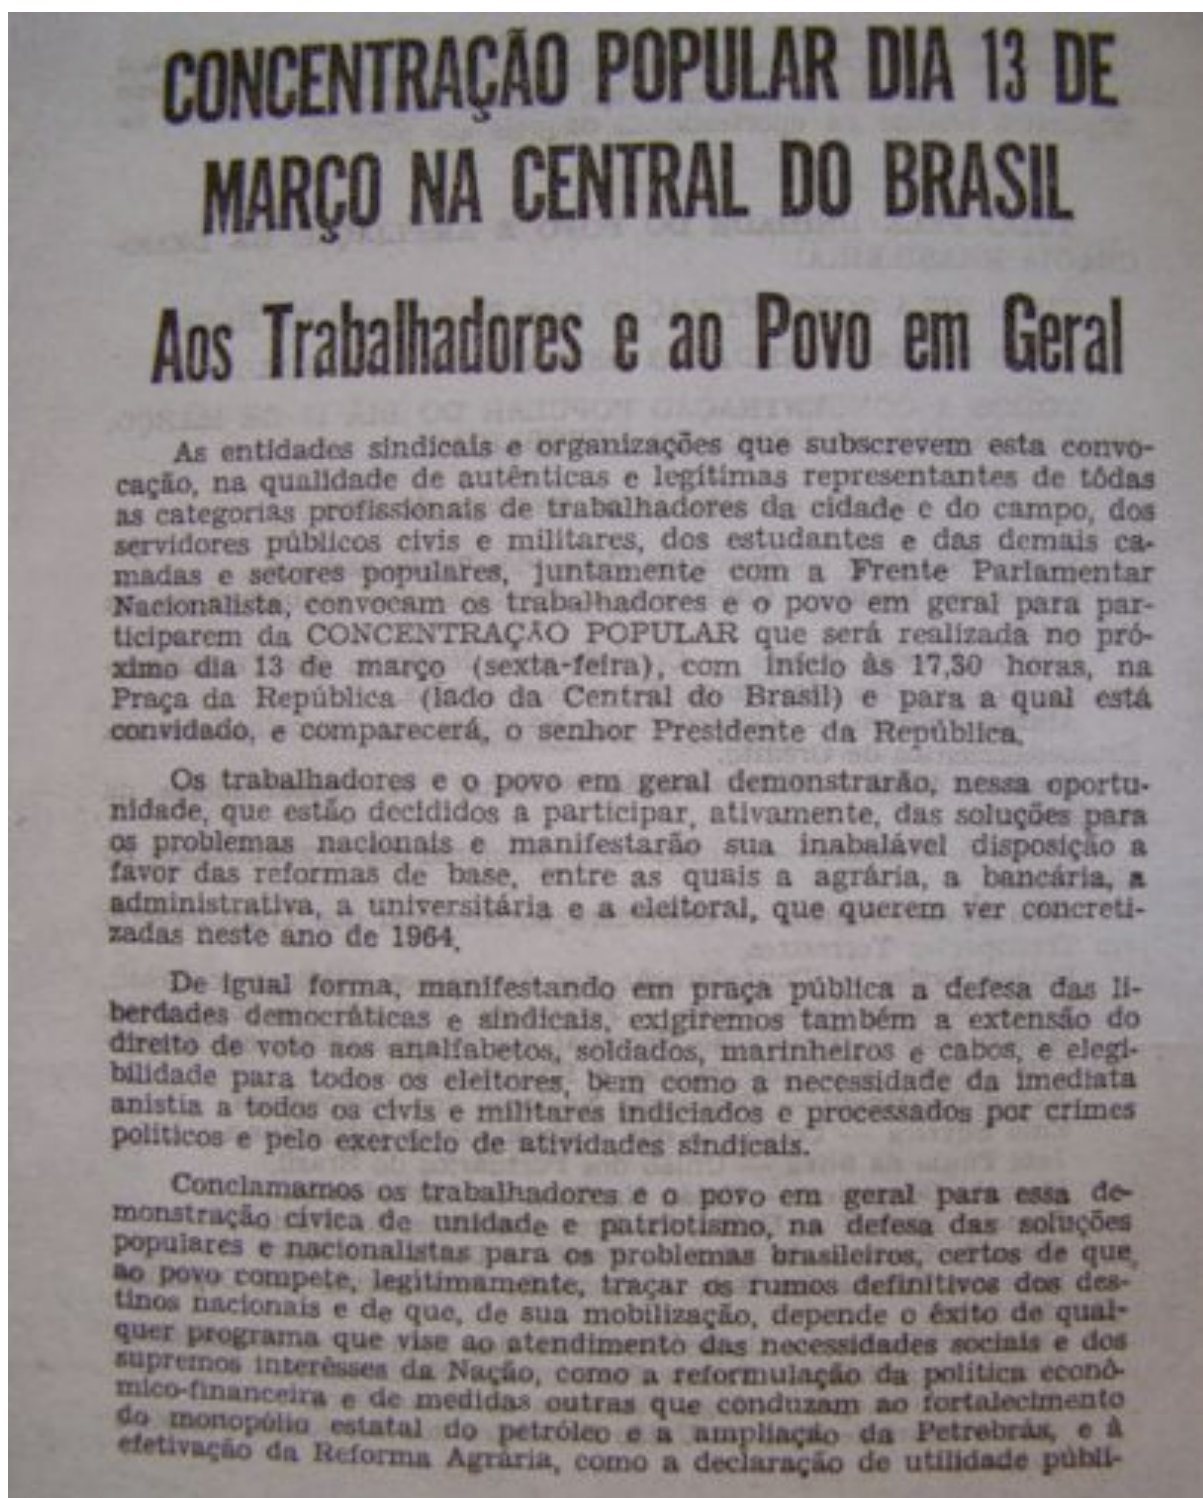 CONCENTRAÇÃO POPULAR DIA 13 DE
MARÇO NA CENTRAL DO BRASIL
Aos Trabalhadores e ao Povo em Geral
As entidades sindicais e organizações que subscrevem esta convo-
cação, na qualidade de autênticas e legítimas representantes de tôdas
as categorias profissionais de trabalhadores da cidade e do campo, dos
servidores públicos civis e militares, dos estudantes e das demais ca-
madas e setores populares, juntamente com a Frente Parlamentar
Nacionalista, convocam os trabalhadores e o povo em geral para par-
ticiparem da CONCENTRAÇÃO POPULAR que será realizada no pró-
ximo dia 13 de março (sexta-feira), com início às 17,30 horas, na
Praça da República (lado da Central do Brasil) e para a qual está
convidado, e comparecerá, o senhor Presidente da República.
Os trabalhadores e o povo em geral demonstrarão, nessa oportu-
nidade, que estão decididos a participar, ativamente, das soluções para
os problemas nacionais e manifestarão sua inabalável disposição a
favor das reformas de base, entre as quais a agrária, a bancária, a
administrativa, a universitária e a eleitoral, que querem ver concreti-
zadas neste ano de 1964.
De igual forma, manifestando em praça pública a defesa das li-
berdades democráticas e sindicais, exigiremos também a extensão do
direito de voto aos analfabetos, soldados, marinheiros e cabos, e elegi-
bilidade para todos os eleitores, bem como a necessidade da imediata
anistia a todos os civis e militares indiciados e processados por crimes
políticos e pelo exercício de atividades sindicais.
Conclamamos os trabalhadores e o povo em geral para essa de-
monstração cívica de unidade e patriotismo, na defesa das soluções
populares e nacionalistas para os problemas brasileiros, certos de que,
ao povo compete, legitimamente, traçar os rumos definitivos dos des-
tinos nacionais e de que, de sua mobilização, depende o êxito de qual-
quer programa que vise ao atendimento das necessidades sociais e dos
supremos interêsses da Nação, como a reformulação da política econô-
mico-financeira e de medidas outras que conduzam ao fortalecimento
do monopólio estatal do petróleo e a ampliação da Petrobrás, e à
efetivação da Reforma Agrária, como a declaração de utilidade públi-